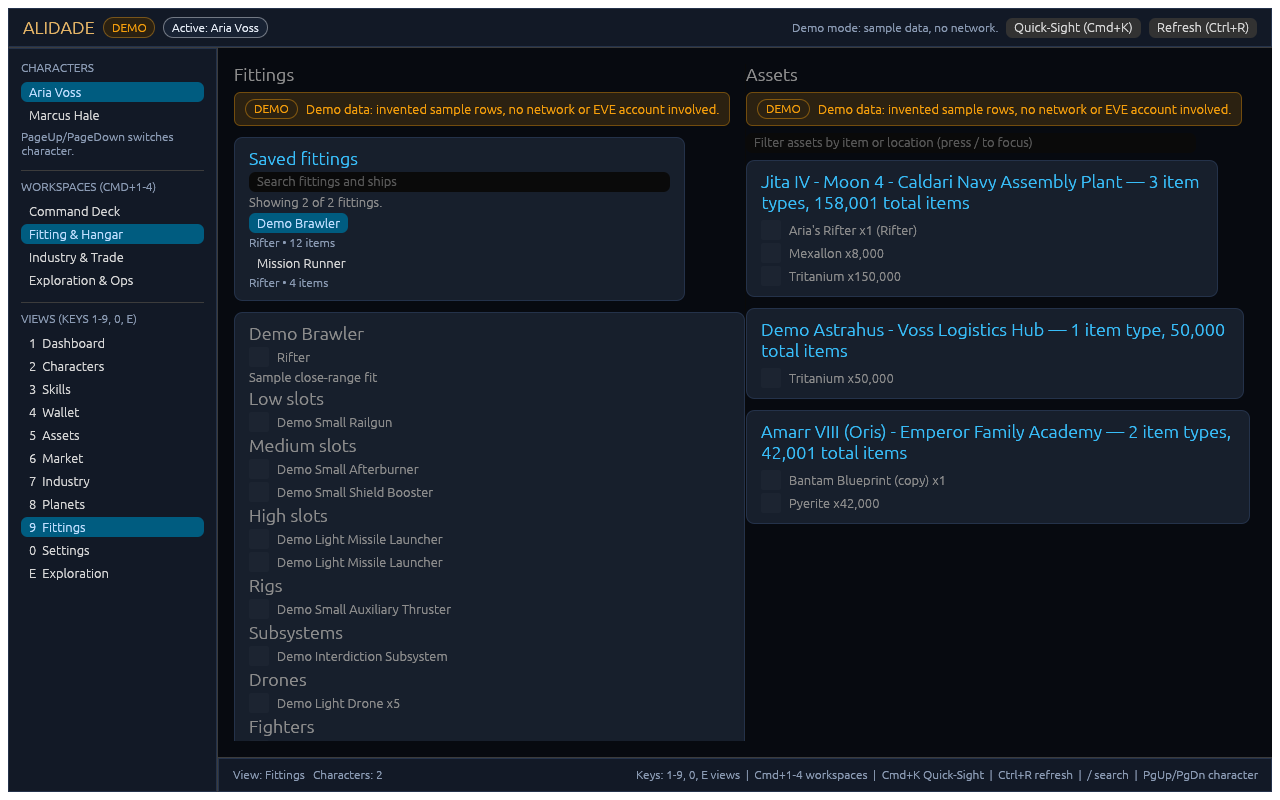 ALIDADE
DEMO
Active: Aria Voss
Demo mode: sample data, no network.
Quick-Sight (Cmd+K)
Refresh (Ctrl+R)
CHARACTERS
Aria Voss
Marcus Hale
PageUp/PageDown switches
character.
WORKSPACES (CMD+1-4)
Command Deck
Fitting & Hangar
Industry & Trade
Exploration & Ops
VIEWS (KEYS 1-9, 0, E)
1 Dashboard
2 Characters
3 Skills
4 Wallet
5 Assets
6 Market
7 Industry
8 Planets
9 Fittings
0 Settings
E Exploration
Fittings
DEMO
Demo data: invented sample rows, no network or EVE account involved.
Saved fittings
Search fittings and ships
Showing 2 of 2 fittings.
Demo Brawler
Rifter • 12 items
Mission Runner
Rifter • 4 items
Demo Brawler
Rifter
Sample close-range fit
Low slots
Demo Small Railgun
Medium slots
Demo Small Afterburner
Demo Small Shield Booster
High slots
Demo Light Missile Launcher
Demo Light Missile Launcher
Rigs
Demo Small Auxiliary Thruster
Subsystems
Demo Interdiction Subsystem
Drones
Demo Light Drone x5
Fighters
Assets
DEMO
Demo data: invented sample rows, no network or EVE account involved.
Filter assets by item or location (press / to focus)
Jita IV - Moon 4 - Caldari Navy Assembly Plant — 3 item
types, 158,001 total items
Aria's Rifter x1 (Rifter)
Mexallon x8,000
Tritanium x150,000
Demo Astrahus - Voss Logistics Hub — 1 item type, 50,000
total items
Tritanium x50,000
Amarr VIII (Oris) - Emperor Family Academy — 2 item types,
42,001 total items
Bantam Blueprint (copy) x1
Pyerite x42,000
View: Fittings
Characters: 2
Keys: 1-9, 0, E views | Cmd+1-4 workspaces | Cmd+K Quick-Sight | Ctrl+R refresh | / search | PgUp/PgDn character